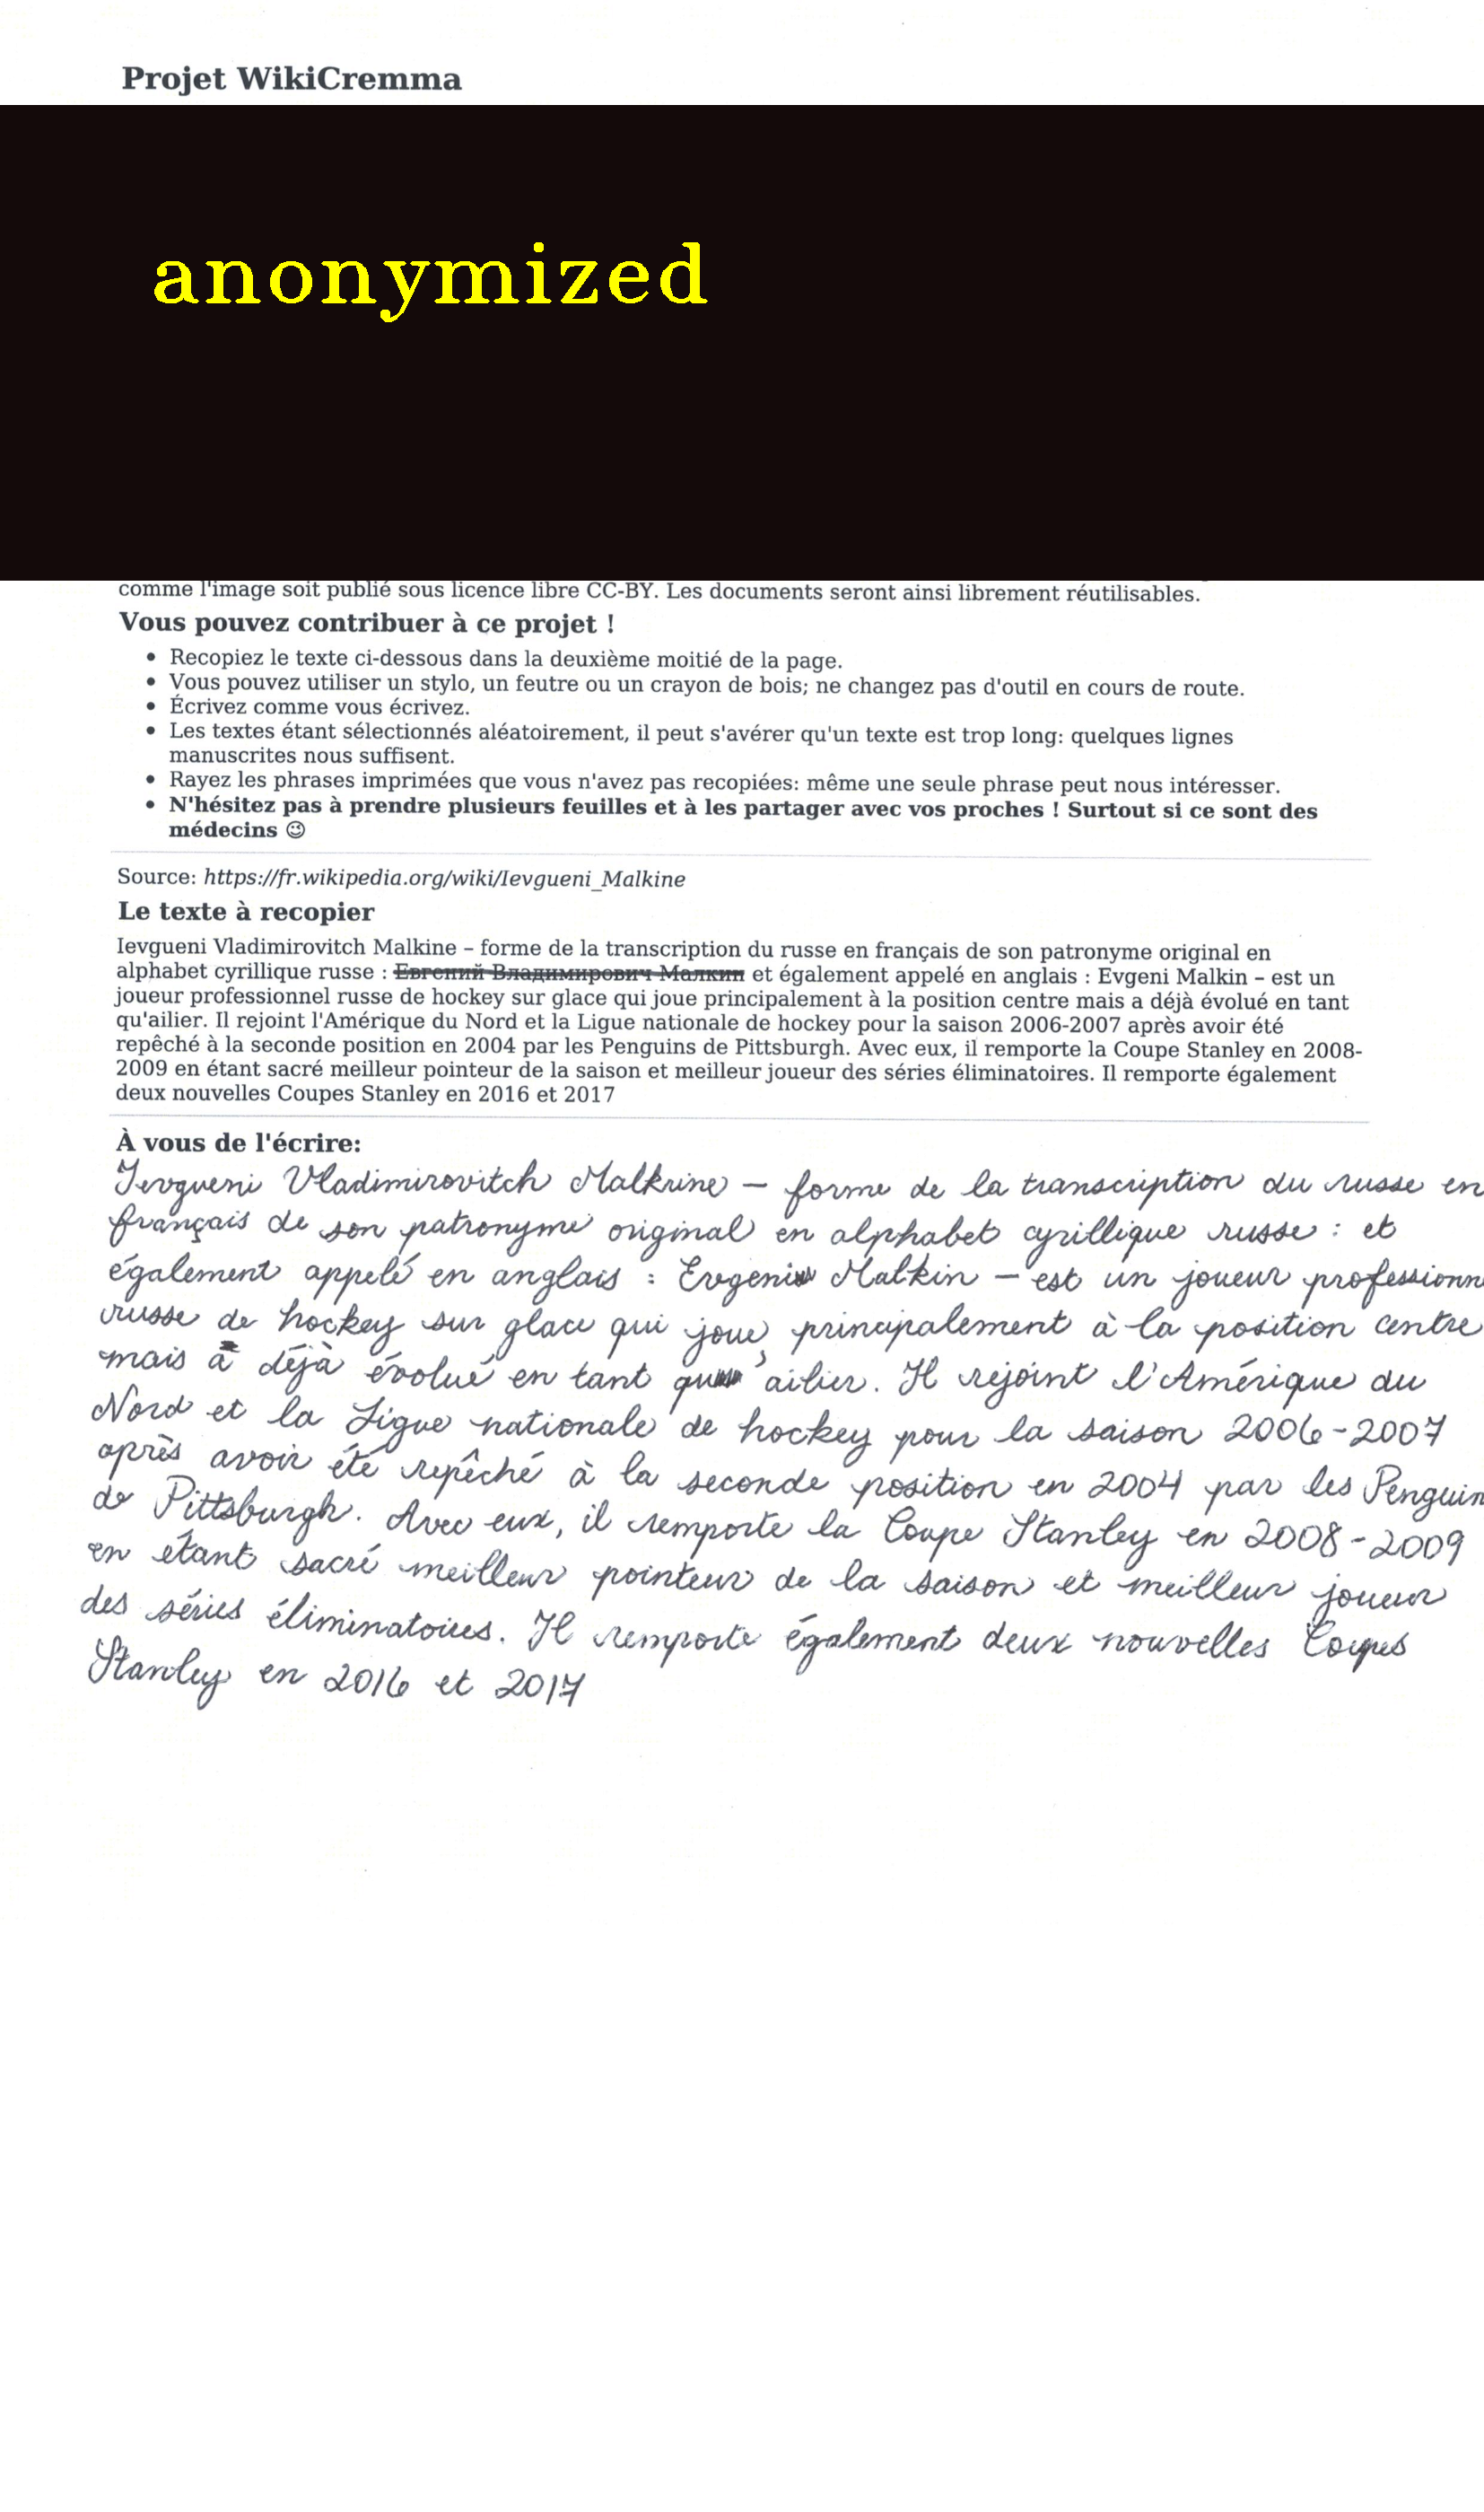 Projet WikiCremma
anonymized
comme l'image soit publié sous licence libre CC-BY. Les documents seront ainsi librement réutilisables.
Vous pouvez contribuer à ce projet !
• Recopiez le texte ci-dessous dans la deuxième moitié de la page.
• Vous pouvez utiliser un stylo, un feutre ou un crayon de bois; ne changez pas d'outil en cours de route.
• Écrivez comme vous écrivez.
• Les textes étant sélectionnés aléatoirement, il peut s'avérer qu'un texte est trop long: quelques lignes
manuscrites nous suffisent.
• Rayez les phrases imprimées que vous n'avez pas recopiées: même une seule phrase peut nous intéresser.
• N'hésitez pas à prendre plusieurs feuilles et à les partager avec vos proches ! Surtout si ce sont des
médecins 😉
Source: https://fr.wikipedia.org/wiki/Ievgueni_Malkine
Le texte à recopier
Ievgueni Vladimirovitch Malkine – forme de la transcription du russe en français de son patronyme original en
alphabet cyrillique russe : Евгений Владимирович Малкин et également appelé en anglais : Evgeni Malkin – est un
joueur professionnel russe de hockey sur glace qui joue principalement à la position centre mais a déjà évolué en tant
qu'ailier. Il rejoint l'Amérique du Nord et la Ligue nationale de hockey pour la saison 2006-2007 après avoir été
repêché à la seconde position en 2004 par les Penguins de Pittsburgh. Avec eux, il remporte la Coupe Stanley en 2008-
2009 en étant sacré meilleur pointeur de la saison et meilleur joueur des séries éliminatoires. Il remporte également
deux nouvelles Coupes Stanley en 2016 et 2017
À vous de l'écrire:
Ievgueni Vladimirovitch Malkrine – forme de la transcription du russe en
français de son patronyme original en alphabet cyrillique russe : et
également appelé en anglais : Evgeni Malkin – est un joueur professionn
russe de hockey sur glace qui joue principalement à la position centre
mais a déjà évolué en tant qu'ailier. Il rejoint l'Amérique du
Nord et la Ligue nationale de hockey pour la saison 2006-2007
après avoir été repêché à la seconde position en 2004 par les Penguin
de Pittsburgh. Avec eux, il remporte la Coupe Stanley en 2008-2009
en étant sacré meilleur pointeur de la saison et meilleur joueur
des séries éliminatoires. Il remporte également deux nouvelles Coupes
Stanley en 2016 et 2017